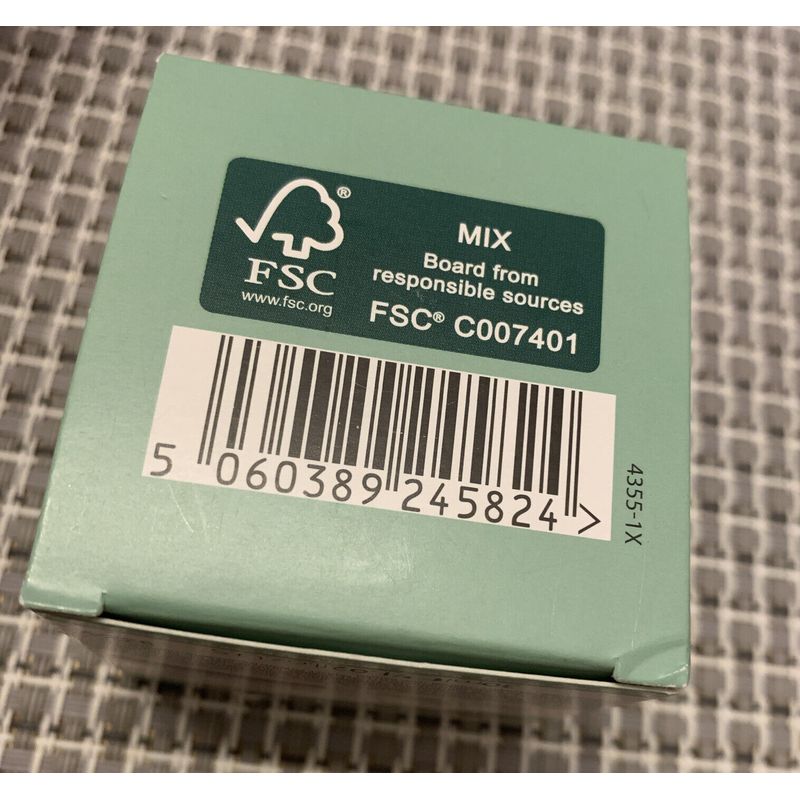 ®
FSC
www.fsc.org
MIX
Board from
responsible sources
FSC® C007401
5 060389 245824 >
4355-1X